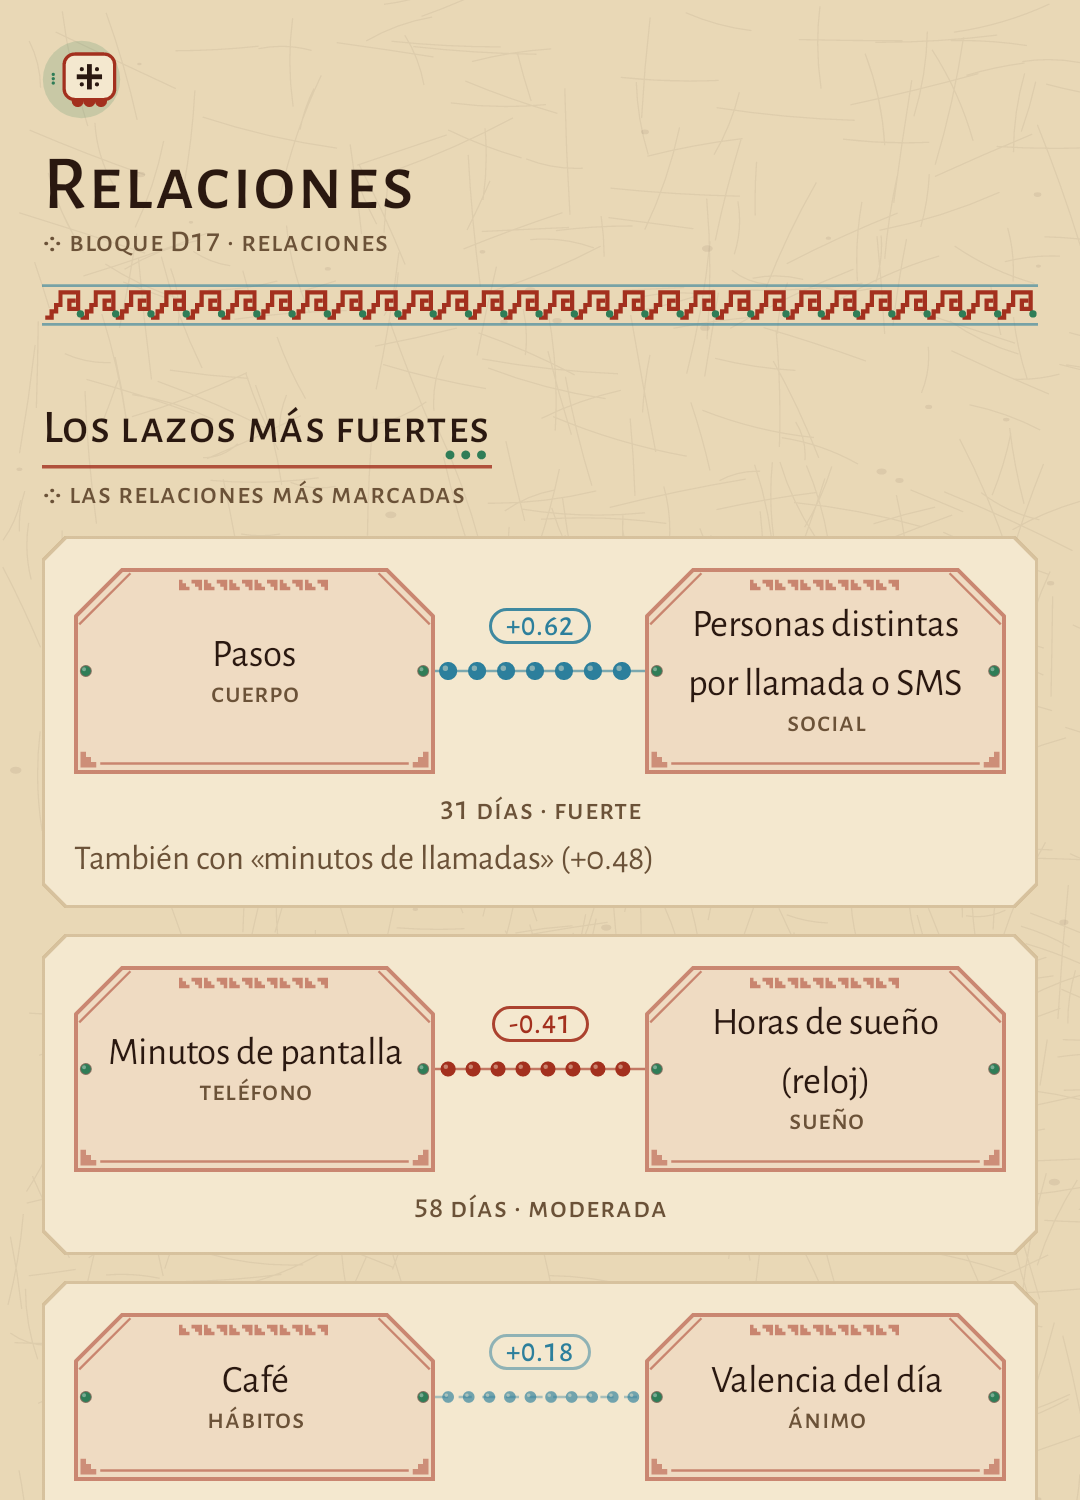 Relaciones
BLOQUE D17 · RELACIONES
Los lazos más fuertes
LAS RELACIONES MÁS MARCADAS
Pasos
CUERPO
+0.62
Personas distintas
por llamada o SMS
SOCIAL
31 DÍAS · FUERTE
También con «minutos de llamadas» (+0.48)
Minutos de pantalla
TELÉFONO
-0.41
Horas de sueño
(reloj)
SUEÑO
58 DÍAS · MODERADA
Café
HÁBITOS
+0.18
Valencia del día
ÁNIMO